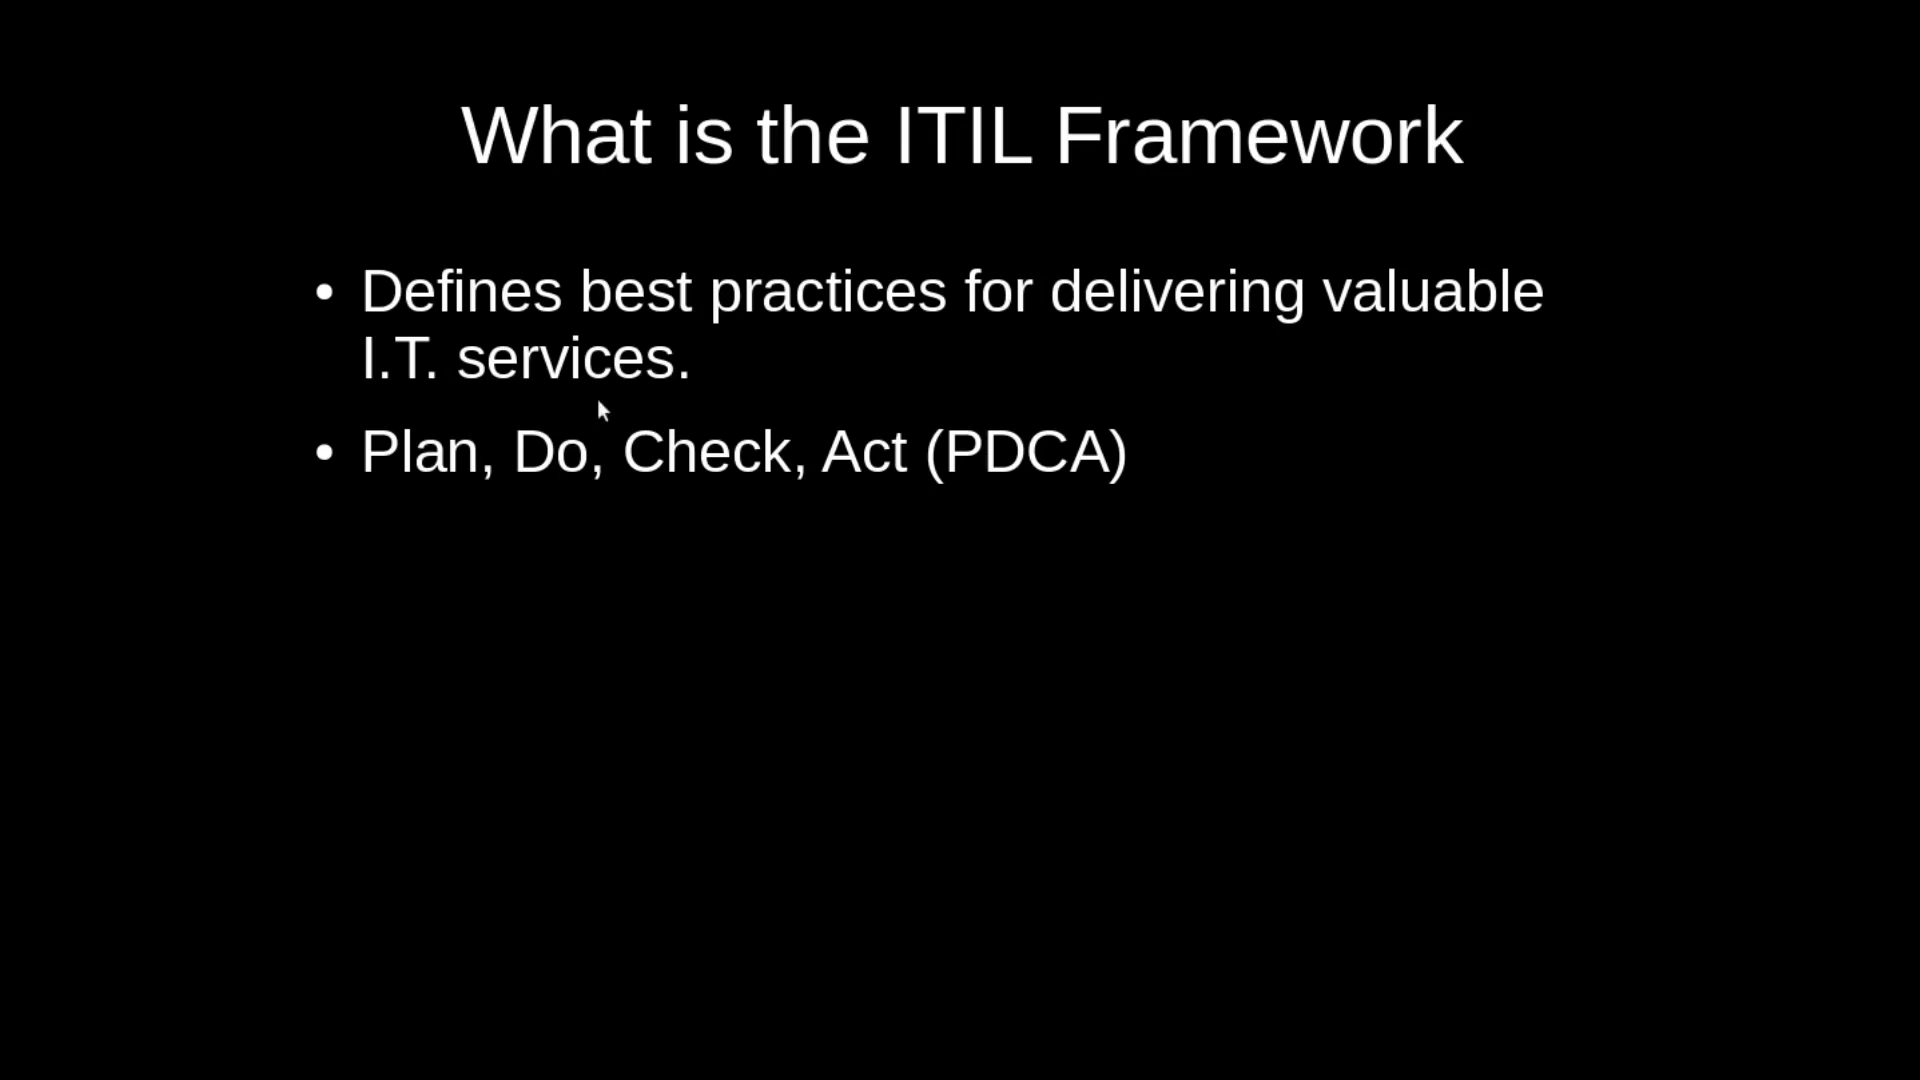 What is the ITIL Framework
• Defines best practices for delivering valuable
I.T. services.
• Plan, Do, Check, Act (PDCA)